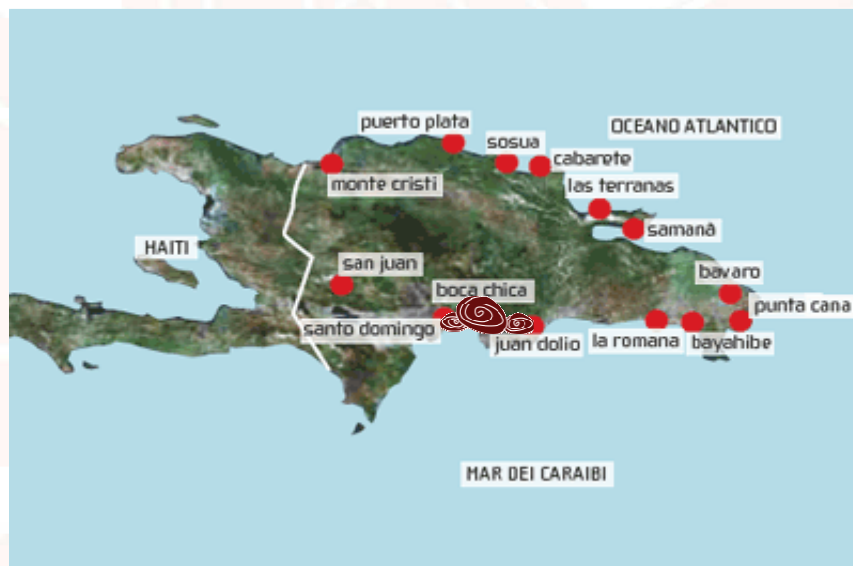 puerto plata
OCEANO ATLANTICO
sosua
cabarete
monte cristi
las terranas
samanà
HAITI
san juan
bavaro
boca chica
punta cana
santo domingo
juan dolio
la romana
bayahibe
MAR DEI CARAIBI